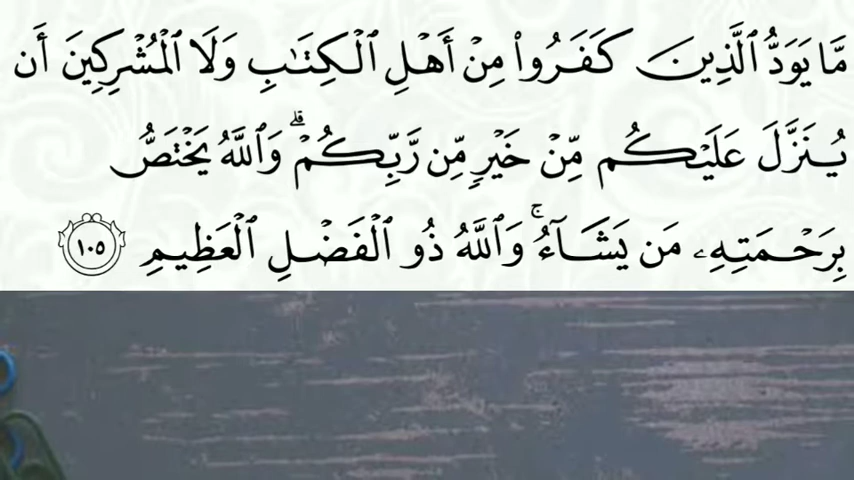 مَّا يَوَدُّ ٱلَّذِينَ كَفَرُوا۟ مِنْ أَهْلِ ٱلْكِتَـٰبِ وَلَا ٱلْمُشْرِكِينَ أَن
يُنَزَّلَ عَلَيْكُم مِّنْ خَيْرٍ مِّن رَّبِّكُمْ ۗ وَٱللَّهُ يَخْتَصُّ
بِرَحْمَتِهِۦ مَن يَشَآءُ ۚ وَٱللَّهُ ذُو ٱلْفَضْلِ ٱلْعَظِيمِ ١٠٥